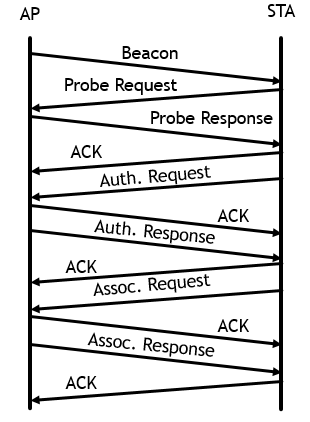 AP
STA
Beacon
Probe Request
Probe Response
ACK
Auth. Request
ACK
Auth. Response
ACK
Assoc. Request
ACK
Assoc. Response
ACK